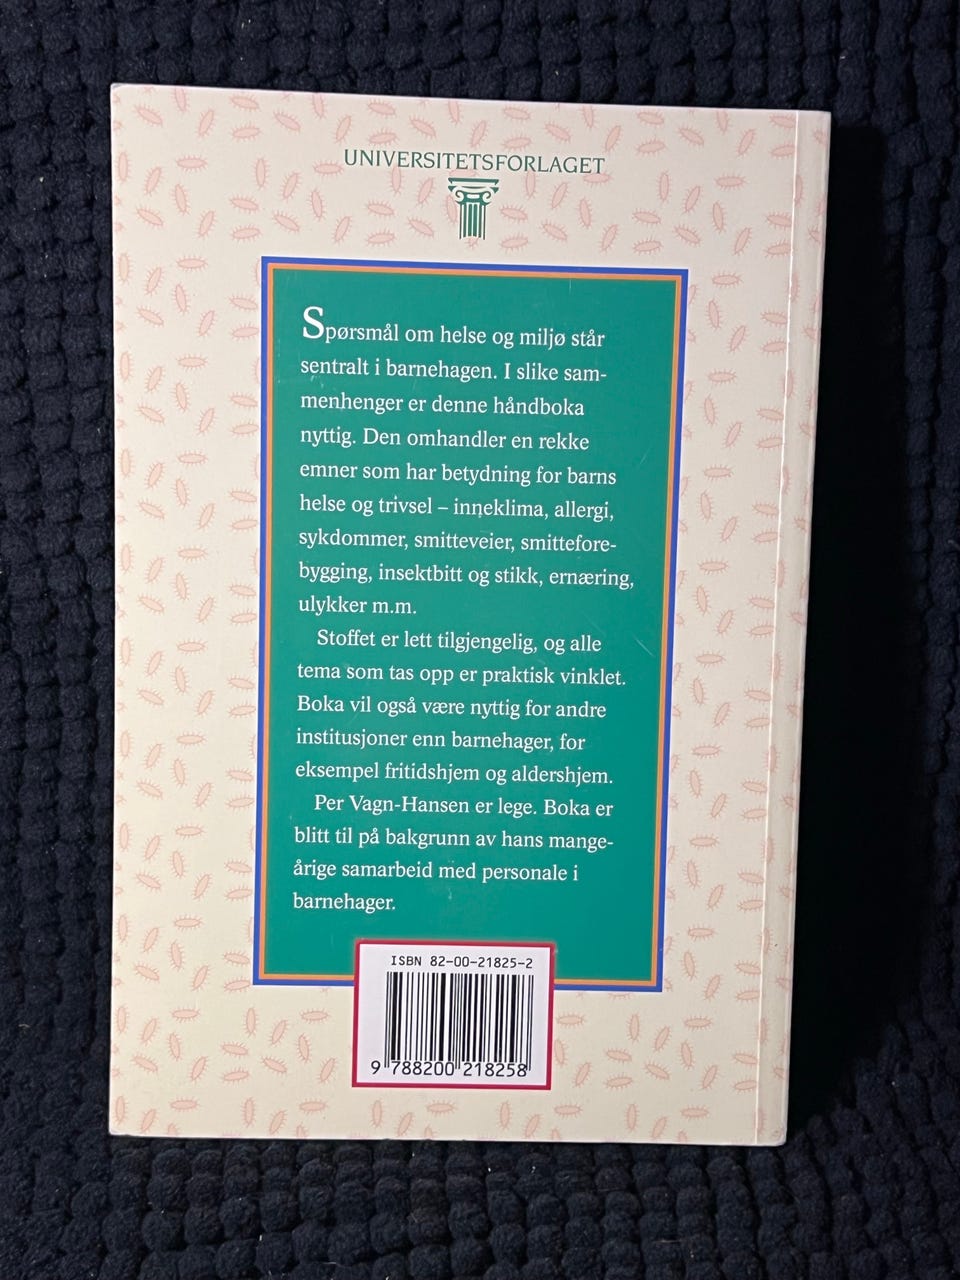 UNIVERSITETSFORLAGET
Spørsmål om helse og miljø står
sentralt i barnehagen. I slike sam-
menhenger er denne håndboka
nyttig. Den omhandler en rekke
emner som har betydning for barns
helse og trivsel – inneklima, allergi,
sykdommer, smitteveier, smittefore-
bygging, insektbitt og stikk, ernæring,
ulykker m.m.
Stoffet er lett tilgjengelig, og alle
tema som tas opp er praktisk vinklet.
Boka vil også være nyttig for andre
institusjoner enn barnehager, for
eksempel fritidshjem og aldershjem.
Per Vagn-Hansen er lege. Boka er
blitt til på bakgrunn av hans mange-
årige samarbeid med personale i
barnehager.
ISBN 82-00-21825-2
9 788200 218258